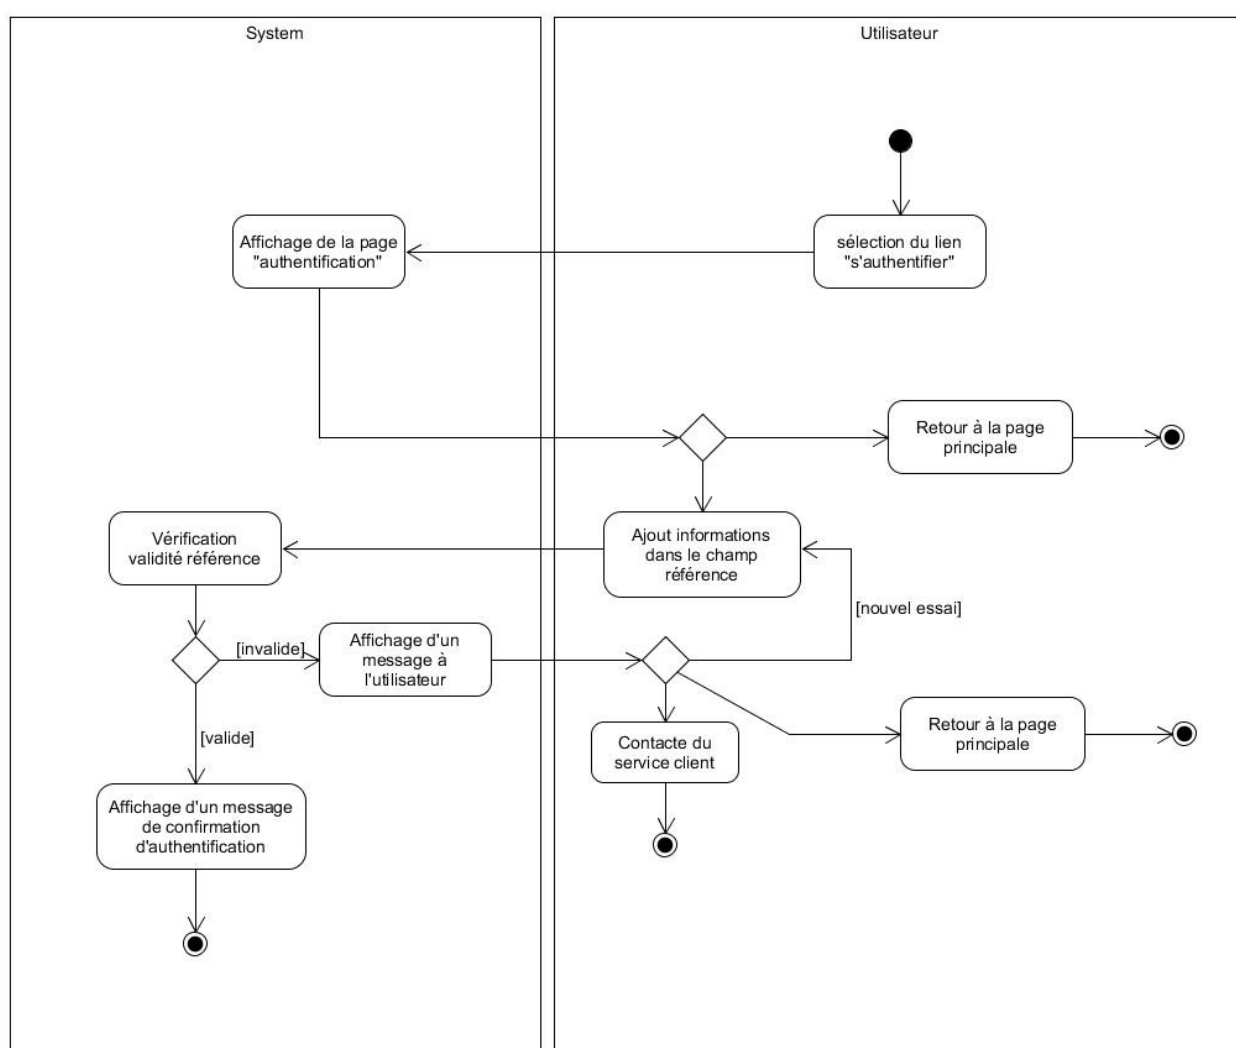 System
Utilisateur
Affichage de la page
"authentification"
sélection du lien
"s'authentifier"
Retour à la page
principale
Vérification
validité référence
Ajout informations
dans le champ
référence
[nouvel essai]
[invalide]
Affichage d'un
message à
l'utilisateur
[valide]
Contacte du
service client
Retour à la page
principale
Affichage d'un message
de confirmation
d'authentification